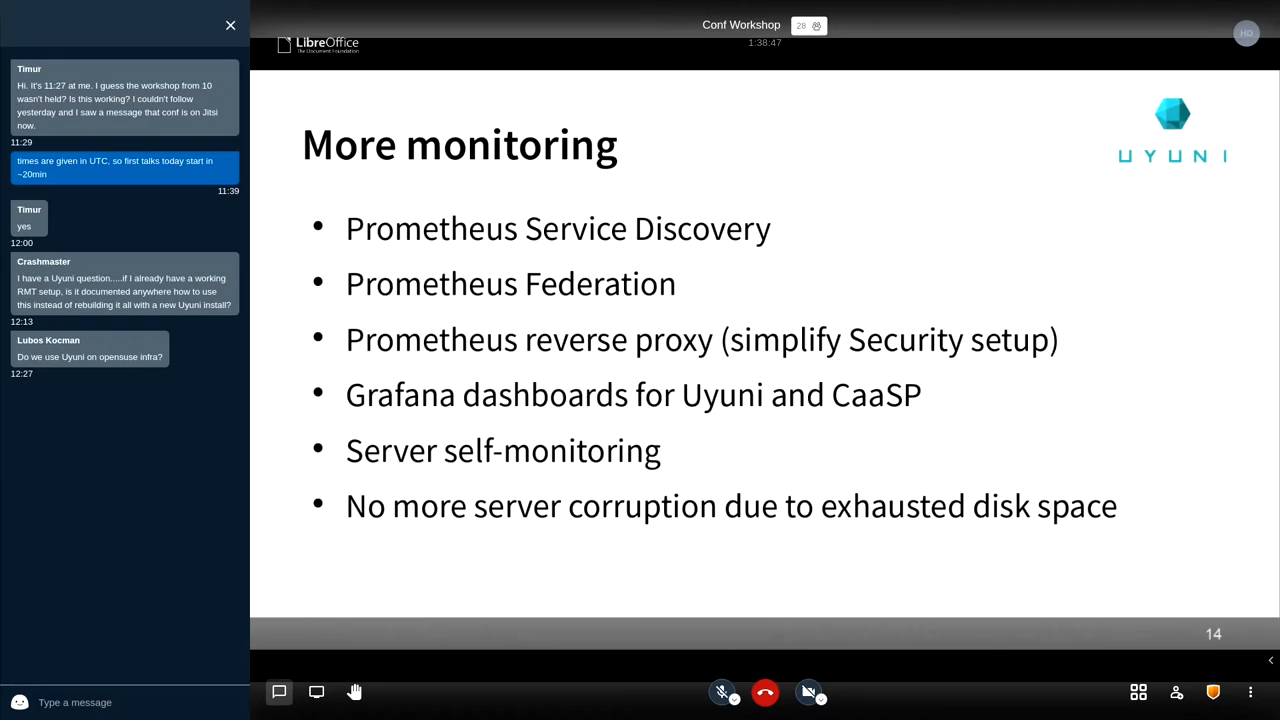 Timur
Hi. It's 11:27 at me. I guess the workshop from 10
wasn't held? Is this working? I couldn't follow
yesterday and I saw a message that conf is on Jitsi
now.
11:29
times are given in UTC, so first talks today start in
~20min
11:39
Timur
yes
12:00
Crashmaster
I have a Uyuni question.....if I already have a working
RMT setup, is it documented anywhere how to use
this instead of rebuilding it all with a new Uyuni install?
12:13
Lubos Kocman
Do we use Uyuni on opensuse infra?
12:27
Type a message
Conf Workshop
28
1:38:47
HD
LibreOffice
The Document Foundation
UYUNI
More monitoring
• Prometheus Service Discovery
• Prometheus Federation
• Prometheus reverse proxy (simplify Security setup)
• Grafana dashboards for Uyuni and CaaSP
• Server self-monitoring
• No more server corruption due to exhausted disk space
14